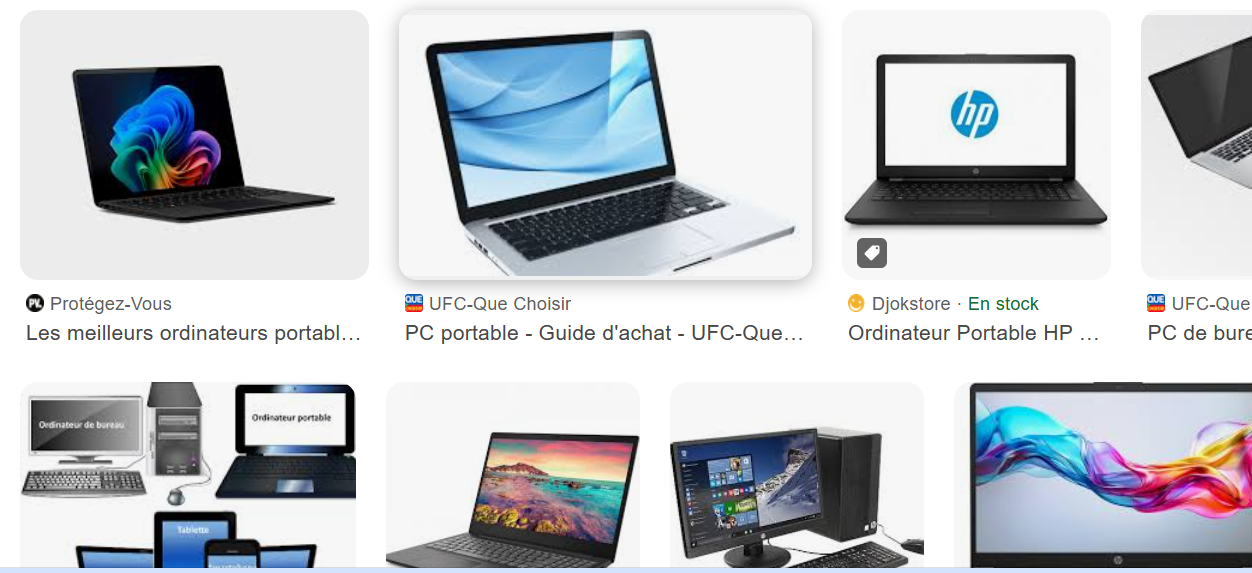 hp
PV.
Protégez-Vous
QUE
UFC-Que Choisir
Djokstore · En stock
QUE
UFC-Que
Les meilleurs ordinateurs portabl…
PC portable - Guide d'achat - UFC-Que…
Ordinateur Portable HP …
PC de bure
Ordinateur de bureau
Ordinateur portable
Tablette